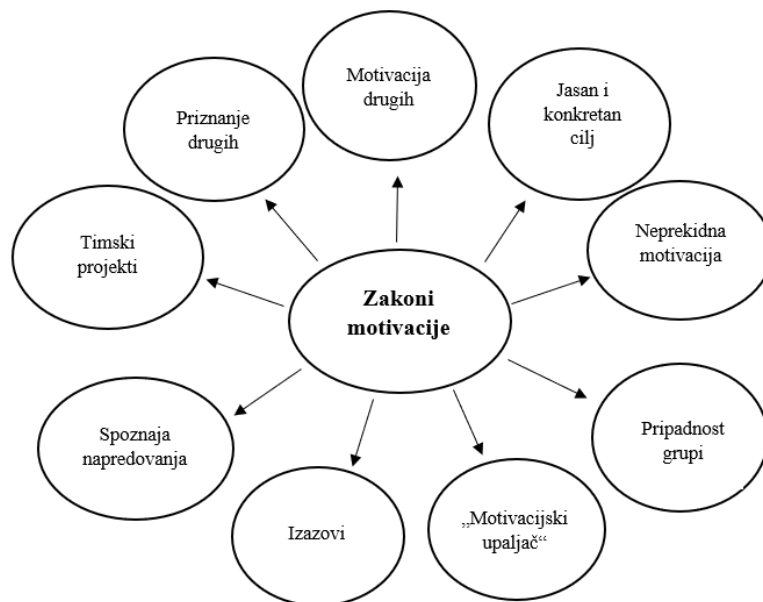 Motivacija
drugih
Jasan i
konkretan
cilj
Priznanje
drugih
Timski
projekti
Neprekidna
motivacija
Zakoni
motivacije
Spoznaja
napredovanja
Pripadnost
grupi
Izazovi
„Motivacijski
upaljač“